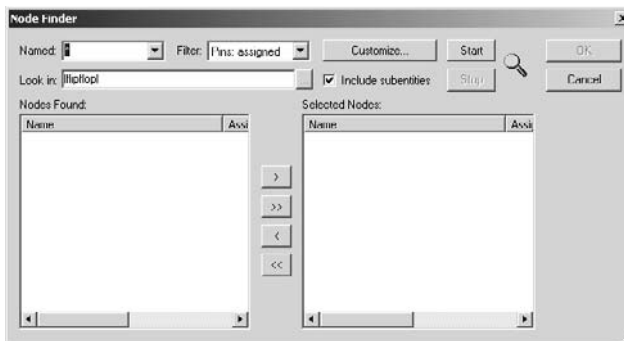 Node Finder
Named: * Filter: Pins: assigned Customize... Start OK
Look in: |flipflop| Include subentities Stop Cancel
Nodes Found: Selected Nodes:
Name Assi Name Assi
>
>>
<
<<